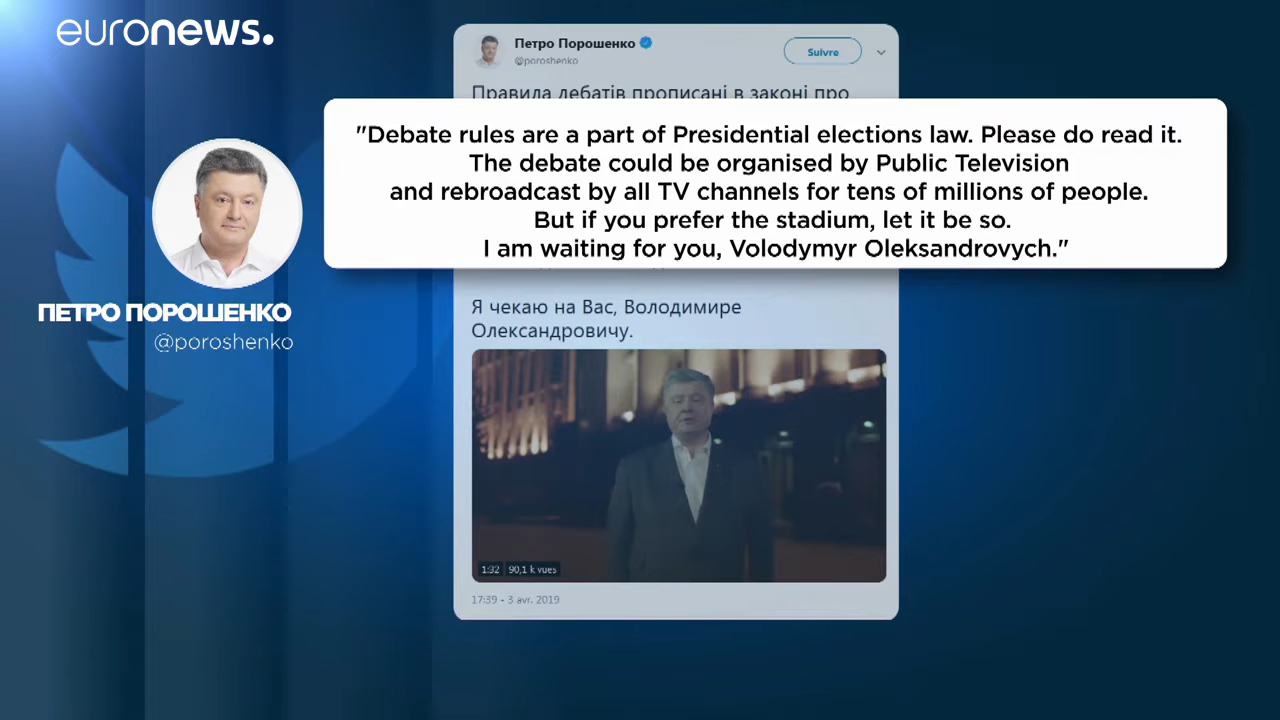 euronews.
Петро Порошенко
@poroshenko
Suivre
Правила дебатів прописані в законі про
"Debate rules are a part of Presidential elections law. Please do read it.
The debate could be organised by Public Television
and rebroadcast by all TV channels for tens of millions of people.
But if you prefer the stadium, let it be so.
I am waiting for you, Volodymyr Oleksandrovych."
ПЕТРО ПОРОШЕНКО
@poroshenko
Я чекаю на Вас, Володимире
Олександровичу.
1:32 90,1 k vues
17:39 - 3 avr. 2019